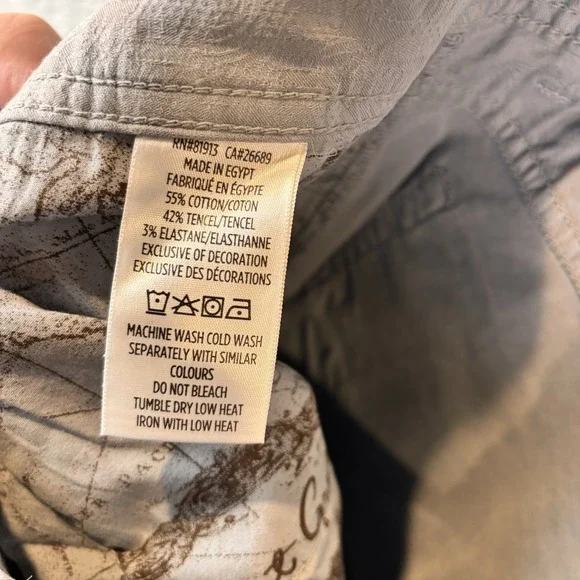 RN#81913 CA#26689
MADE IN EGYPT
FABRIQUÉ EN ÉGYPTE
55% COTTON/COTON
42% TENCEL/TENCEL
3% ELASTANE/ELASTHANNE
EXCLUSIVE OF DECORATION
EXCLUSIVE DES DÉCORATIONS
MACHINE WASH COLD WASH
SEPARATELY WITH SIMILAR
COLOURS
DO NOT BLEACH
TUMBLE DRY LOW HEAT
IRON WITH LOW HEAT